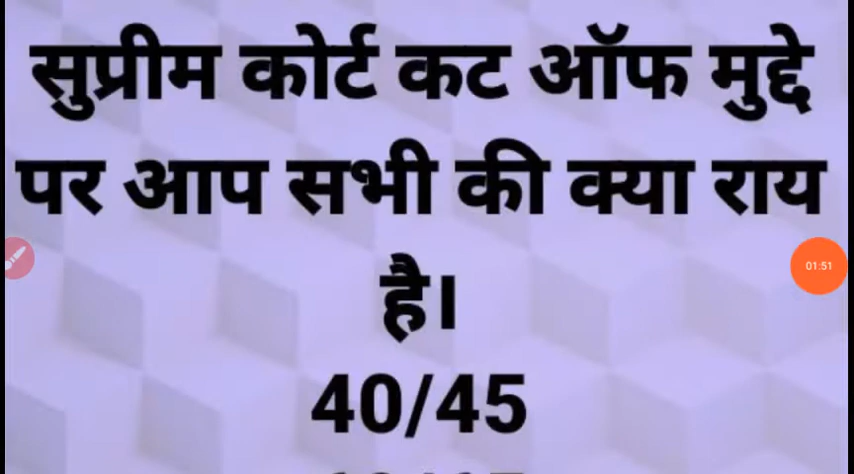 सुप्रीम कोर्ट कट ऑफ मुद्दे
पर आप सभी की क्या राय
है।
01:51
40/45